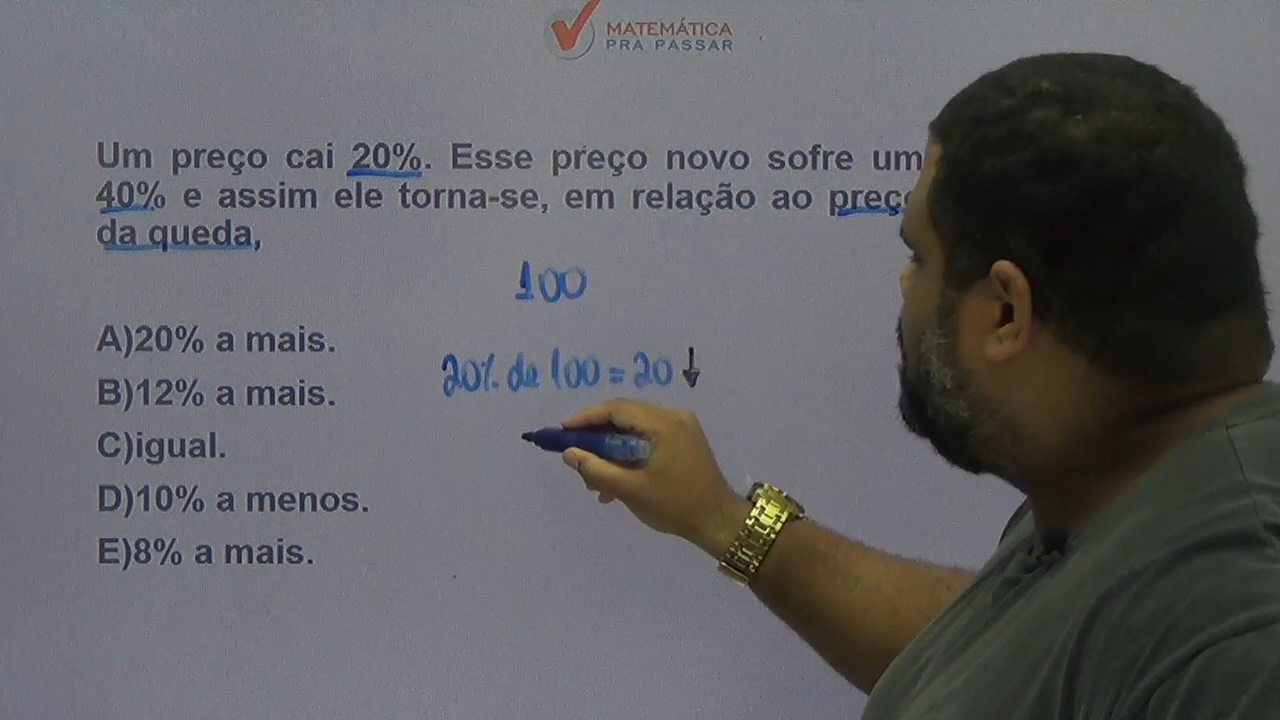 MATEMÁTICA
PRA PASSAR
Um preço cai 20%. Esse preço novo sofre um
40% e assim ele torna-se, em relação ao
da queda,
100
A)20% a mais.
20% de 100 = 20
B)12% a mais.
C)igual.
D)10% a menos.
E)8% a mais.